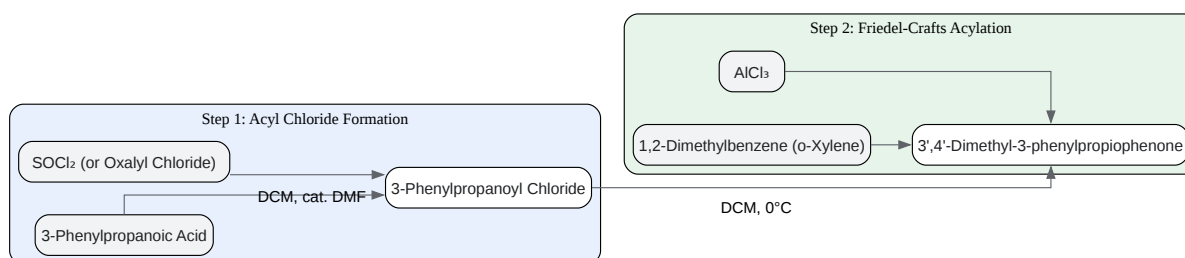 Step 2: Friedel-Crafts Acylation
AlCl₃
Step 1: Acyl Chloride Formation
1,2-Dimethylbenzene (o-Xylene)
3',4'-Dimethyl-3-phenylpropiophenone
SOCl₂ (or Oxalyl Chloride)
3-Phenylpropanoyl Chloride
DCM, cat. DMF
DCM, 0°C
3-Phenylpropanoic Acid